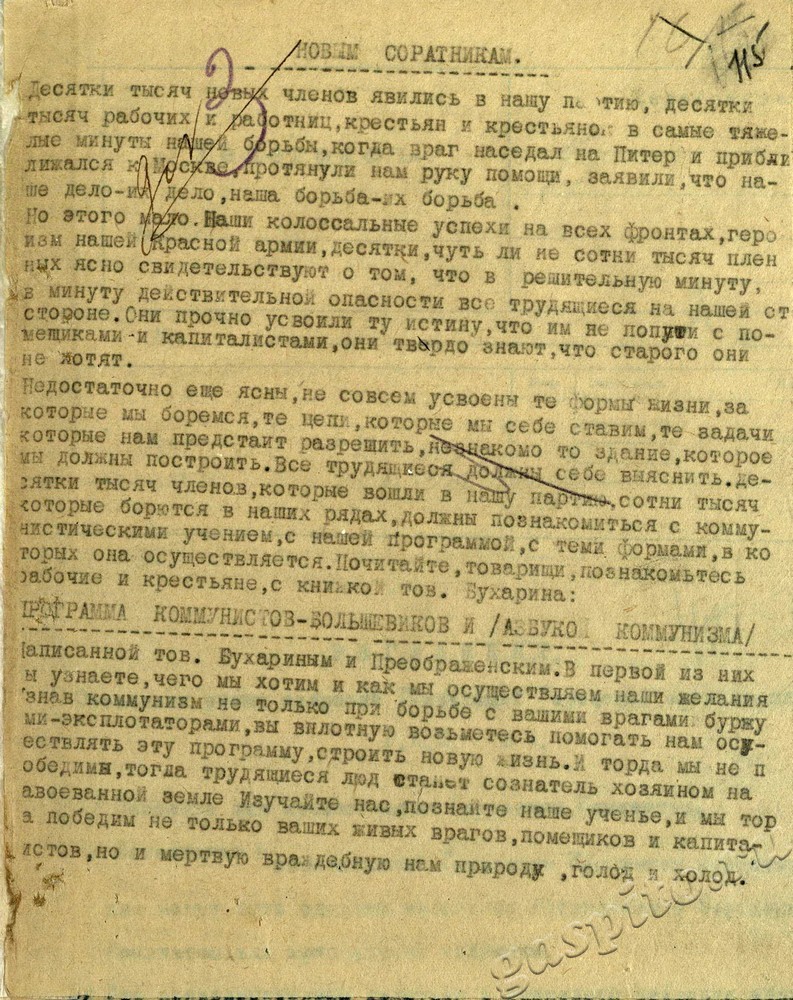 115
НОВЫМ СОРАТНИКАМ.
Десятки тысяч новых членов явились в нашу партию, десятки
тысяч рабочих и работниц,крестьян и крестьянок в самые тяже-
лые минуты нашей борьбы,когда враг наседал на Питер и прибли
лижался к Москве,протянули нам руку помощи, заявили,что на-
ше дело-их дело,наша борьба-их борьба .
Но этого мало.Наши колоссальные успехи на всех фронтах,геро
изм нашей Красной армии,десятки,чуть ли не сотни тысяч плен
ных ясно свидетельствуют о том, что в решительную минуту,
в минуту действительной опасности все трудящиеся на нашей ст
стороне.Они прочно усвоили ту истину,что им не попути с по-
мещиками и капиталистами,они твердо знают,что старого они
не хотят.
Недостаточно еще ясны,не совсем усвоены те формы жизни,за
которые мы боремся,те цели,которые мы себе ставим,те задачи
которые нам предстаит разрешить,незнакомо то здание,которое
мы должны построить.Все трудящиеся должны себе выяснить.де-
сятки тысяч членов,которые вошли в нашу партию,сотни тысяч
которые борются в наших рядах,должны познакомиться с комму-
нистическими учением,с нашей программой,с теми формами,в ко
торых она осуществляется.Почитайте,товарищи,познакомьтесь
рабочие и крестьяне,с книжкой тов. Бухарина:
ПРОГРАММА КОММУНИСТОВ-БОЛЬШЕВИКОВ И /АЗБУКОЙ КОММУНИЗМА/
Написанной тов. Бухариным и Преображенским.В первой из них
ы узнаете,чего мы хотим и как мы осуществляем наши желания
знав коммунизм не только при борьбе с вашими врагами буржу
ми-эксплотаторами,вы вплотную возьметесь помогать нам осу-
ествлять эту программу,строить новую жизнь.И торда мы не п
обедимы,тогда трудящиеся люд станет сознатель хозяином на
авоеванной земле Изучайте нас,познайте наше ученье,и мы тор
а победим не только ваших живых врагов,помещиков и капита-
истов,но и мертвую враждебную нам природу ,голод и холод.
gaspito.ru